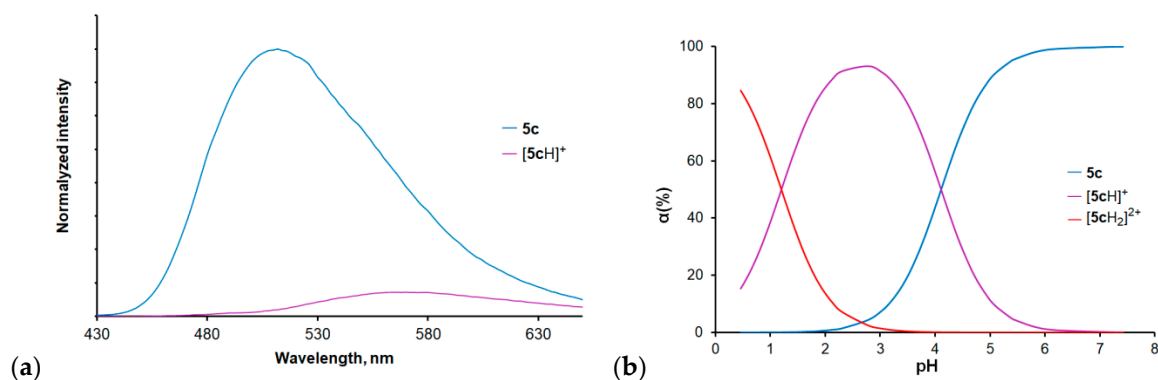 Normalyzed intensity
5c
[5cH]+
430 480 530 580 630
Wavelength, nm
(a)
100
80
60
40
20
0
α(%)
5c
[5cH]+
[5cH2]2+
0 1 2 3 4 5 6 7 8
pH
(b)